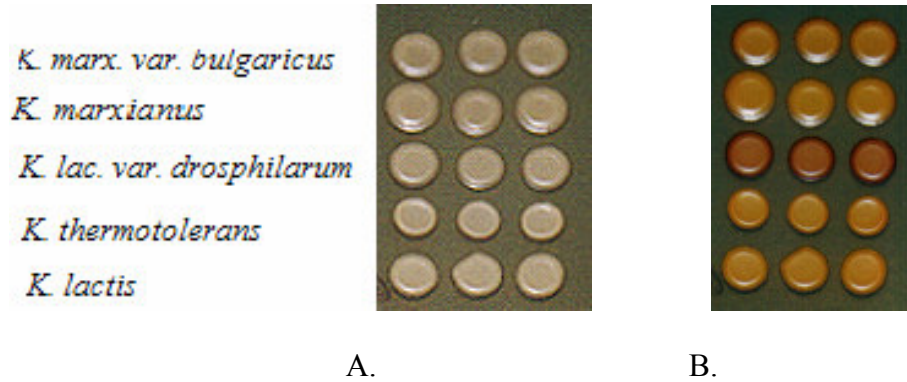 K. marx. var. bulgaricus
K. marxianus
K. lac. var. drosphilarum
K. thermotolerans
K. lactis
A. B.